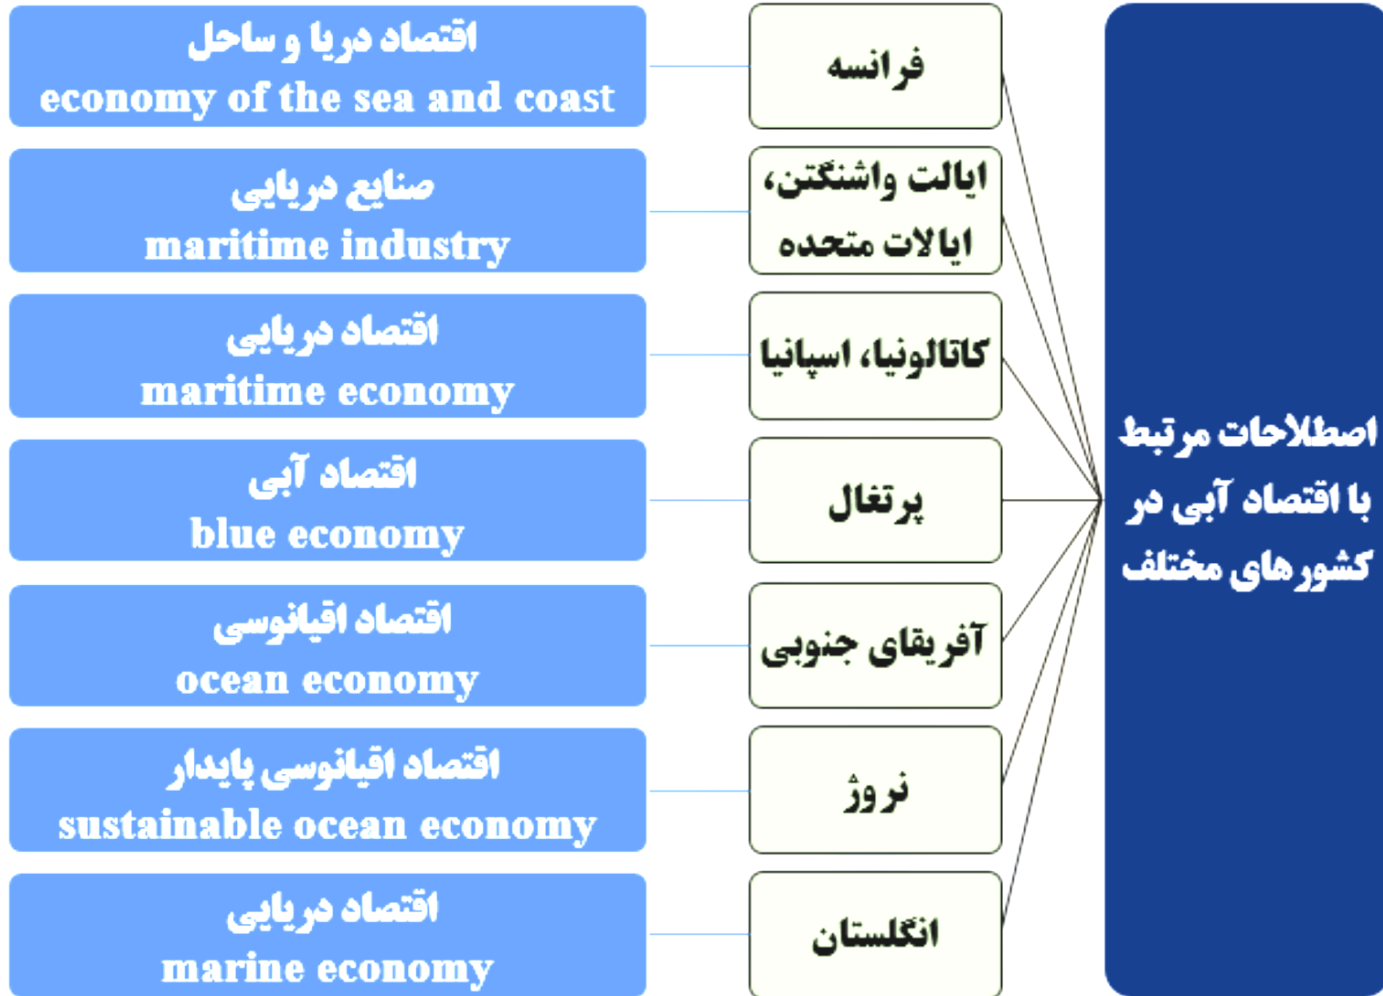 اصطلاحات مرتبط
با اقتصاد آبی در
کشورهای مختلف
فرانسه
اقتصاد دریا و ساحل
economy of the sea and coast
ایالت واشنگتن،
ایالات متحده
صنایع دریایی
maritime industry
کاتالونیا، اسپانیا
اقتصاد دریایی
maritime economy
پرتغال
اقتصاد آبی
blue economy
آفریقای جنوبی
اقتصاد اقیانوسی
ocean economy
نروژ
اقتصاد اقیانوسی پایدار
sustainable ocean economy
انگلستان
اقتصاد دریایی
marine economy